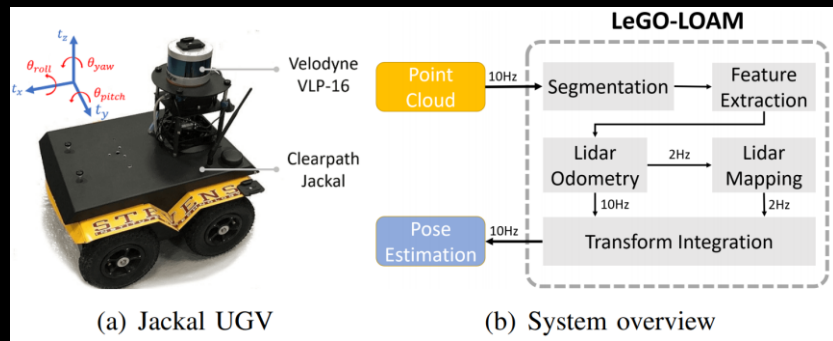 t_z
θ_roll
θ_yaw
t_x
θ_pitch
t_y
Velodyne
VLP-16
Clearpath
Jackal
STEVENS
(a) Jackal UGV
LeGO-LOAM
Point
Cloud
10Hz
Segmentation
Feature
Extraction
Lidar
Odometry
2Hz
Lidar
Mapping
10Hz
2Hz
Pose
Estimation
10Hz
Transform Integration
(b) System overview